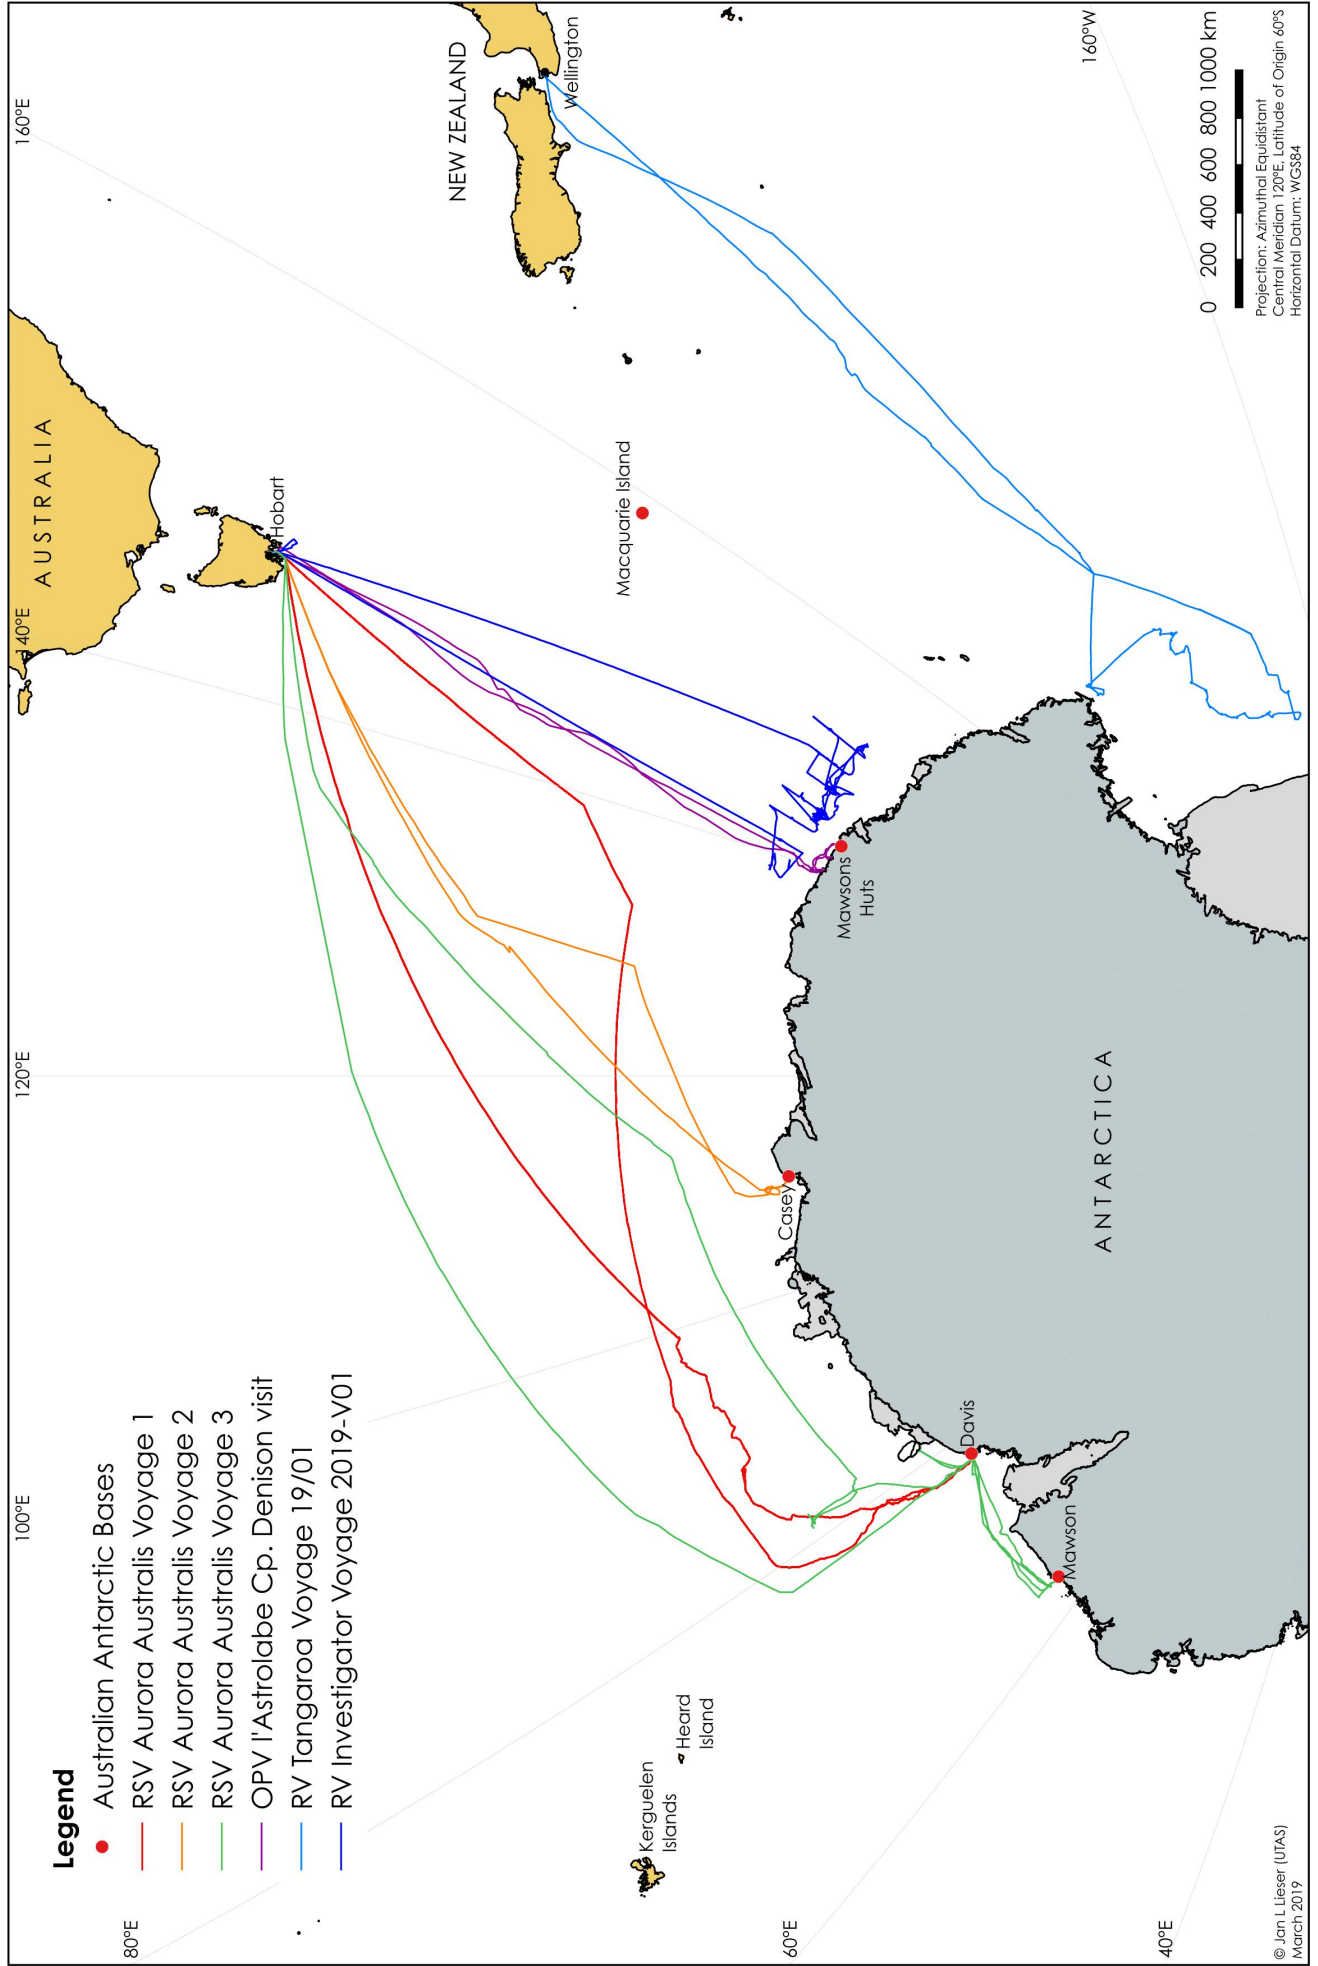 Legend
Australian Antarctic Bases
RSV Aurora Australis Voyage 1
RSV Aurora Australis Voyage 2
RSV Aurora Australis Voyage 3
OPV l'Astrolabe Cp. Denison visit
RV Tangaroa Voyage 19/01
RV Investigator Voyage 2019-V01
80°E
100°E
120°E
140°E
160°E
AUSTRALIA
Hobart
NEW ZEALAND
Wellington
Macquarie Island
Kerguelen
Islands
Heard
Island
Casey
Mawsons
Huts
Davis
Mawson
ANTARCTICA
60°E
40°E
160°W
0 200 400 600 800 1000 km
Projection: Azimuthal Equidistant
Central Meridian 120°E, Latitude of Origin 60°S
Horizontal Datum: WGS84
© Jan L Lieser (UTAS)
March 2019